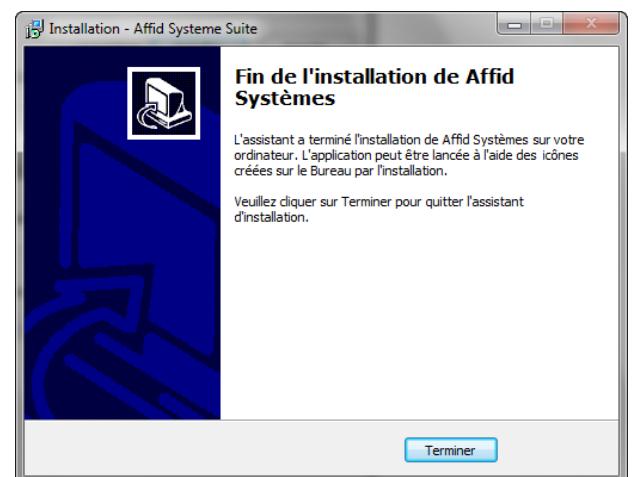 Installation - Affid Systeme Suite
Fin de l'installation de Affid
Systèmes
L'assistant a terminé l'installation de Affid Systèmes sur votre
ordinateur. L'application peut être lancée à l'aide des icônes
créées sur le Bureau par l'installation.
Veuillez cliquer sur Terminer pour quitter l'assistant
d'installation.
Terminer